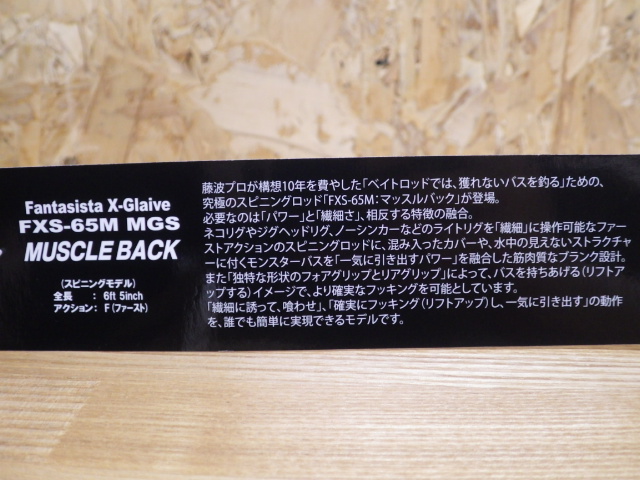 Fantasista X-Glaive
FXS-65M MGS
MUSCLE BACK
(スピニングモデル)
全長 : 6ft 5inch
アクション: F(ファースト)
藤波プロが構想10年を費やした「ベイトロッドでは、獲れないバスを釣る」ための、
究極のスピニングロッド「FXS-65M：マッスルバック」が登場。
必要なのは「パワー」と「繊細さ」、相反する特徴の融合。
ネコリグやジグヘッドリグ、ノーシンカーなどのライトリグを「繊細」に操作可能なファー
ストアクションのスピニングロッドに、混み入ったカバーや、水中の見えないストラクチャ
ーに付くモンスターバスを「一気に引き出すパワー」を融合した筋肉質なブランク設計。
また「独特な形状のフォアグリップとリアグリップ」によって、バスを持ちあげる（リフトア
ップする）イメージで、より確実なフッキングを可能としています。
「繊細に誘って、喰わせ」、「確実にフッキング（リフトアップ）し、一気に引き出す」の動作
を、誰でも簡単に実現できるモデルです。